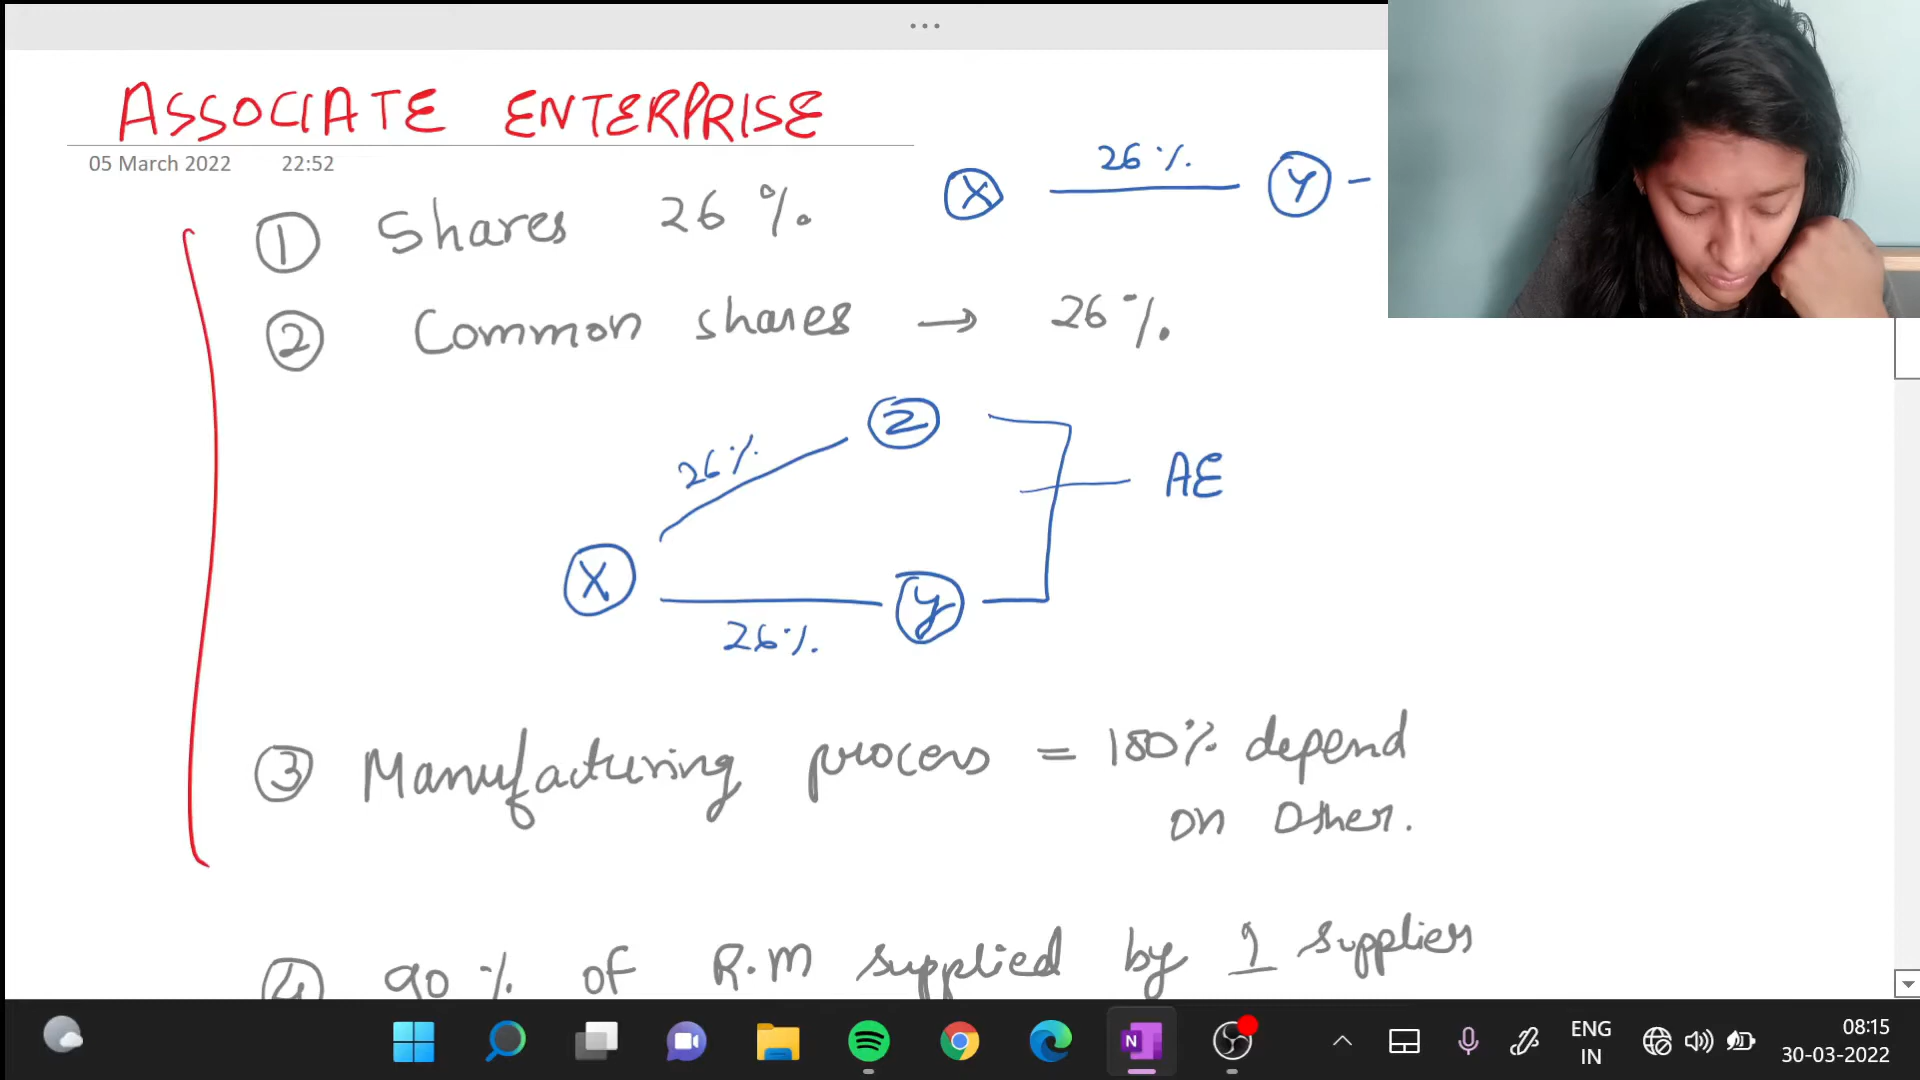 ASSOCIATE ENTERPRISE
05 March 2022 22:52
X 26% Y
① Shares 26%.
② Common shares → 26%.
Z
26%
AE
X
Y
26%.
③ Manufacturing process = 100% depend
on other.
④ 90% of R.M supplied by 1 suppliers
N
ENG
IN
08:15
30-03-2022